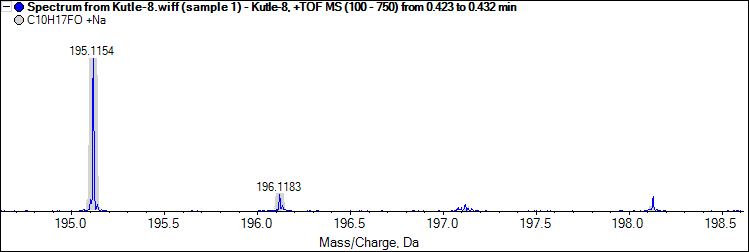 Spectrum from Kutle-8.wiff (sample 1) - Kutle-8, +TOF MS (100 - 750) from 0.423 to 0.432 min
C10H17FO +Na
195.1154
196.1183
195.0 195.5 196.0 196.5 197.0 197.5 198.0 198.5
Mass/Charge, Da